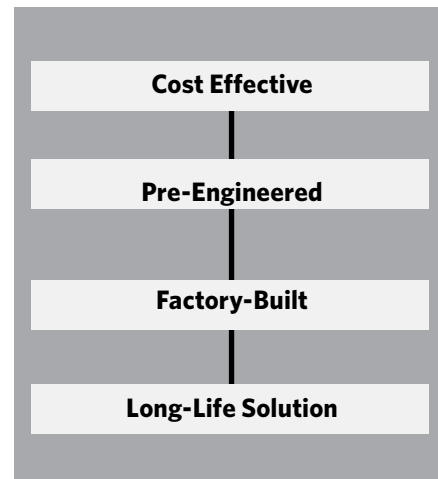 Cost Effective
Pre-Engineered
Factory-Built
Long-Life Solution